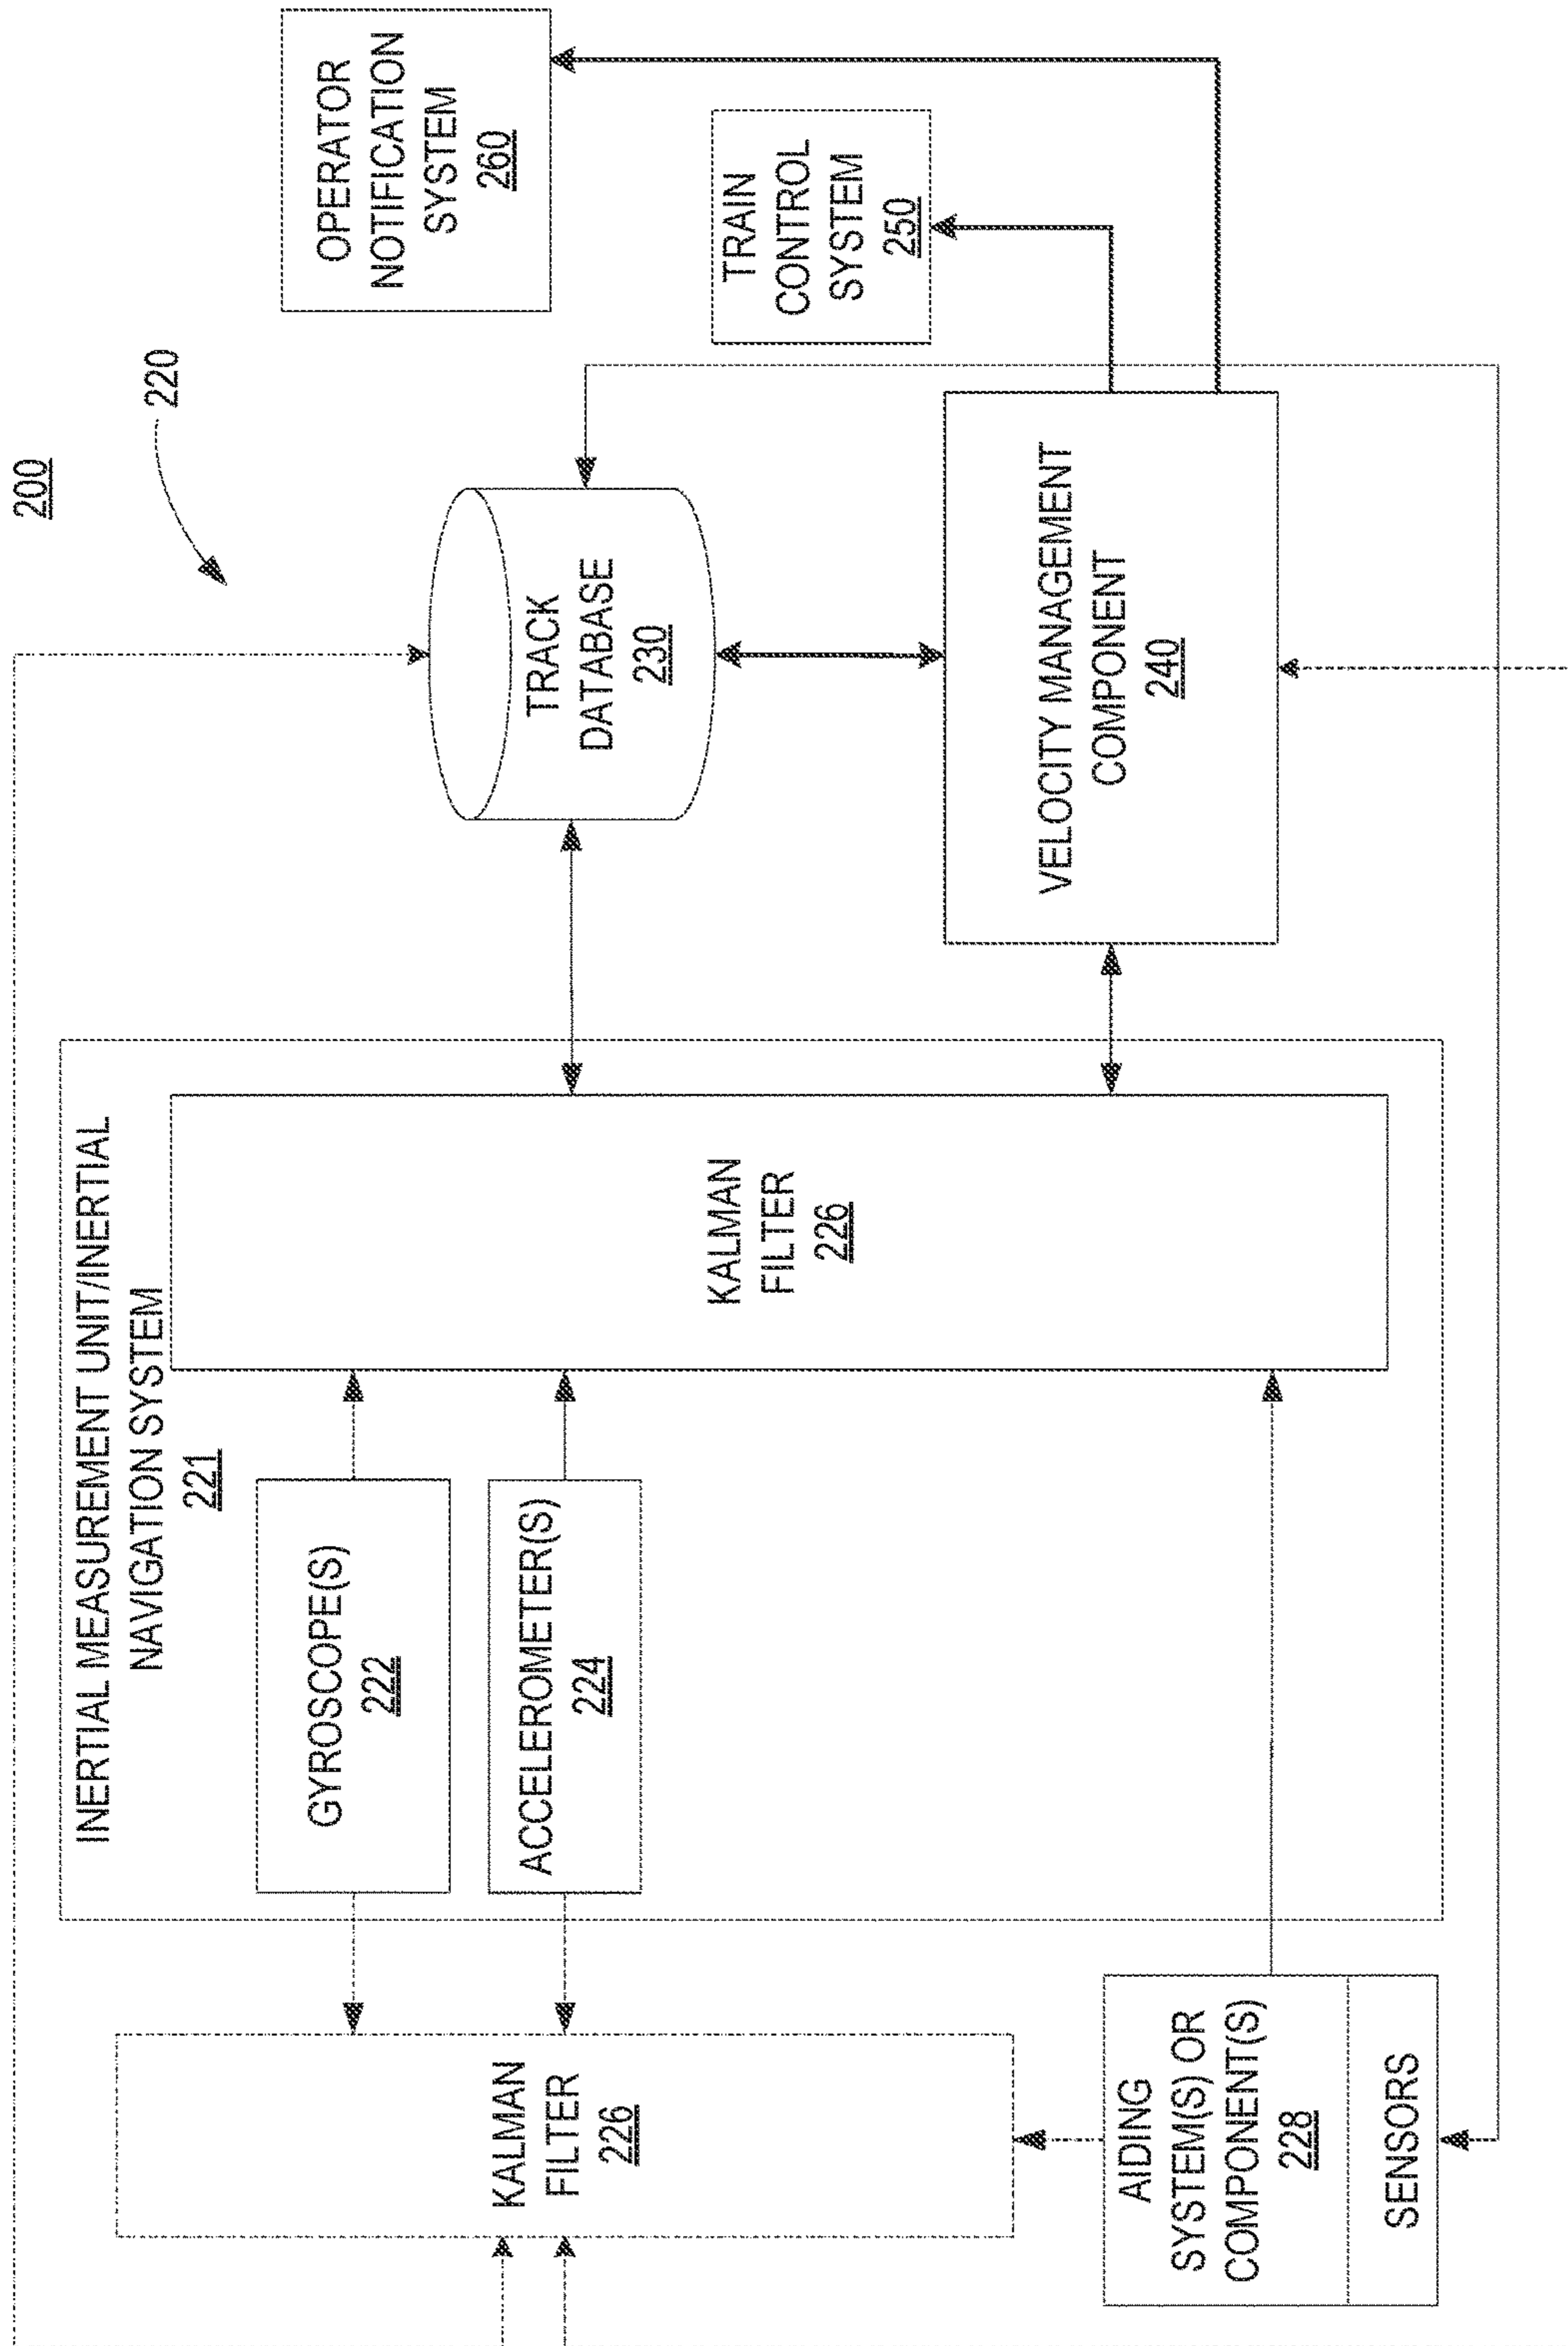 200
220
INERTIAL MEASUREMENT UNIT/INERTIAL
NAVIGATION SYSTEM
221
KALMAN
FILTER
226
GYROSCOPE(S)
222
ACCELEROMETER(S)
224
KALMAN
FILTER
226
AIDING
SYSTEM(S) OR
COMPONENT(S)
228
SENSORS
TRACK
DATABASE
230
VELOCITY MANAGEMENT
COMPONENT
240
OPERATOR
NOTIFICATION
SYSTEM
260
TRAIN
CONTROL
SYSTEM
250